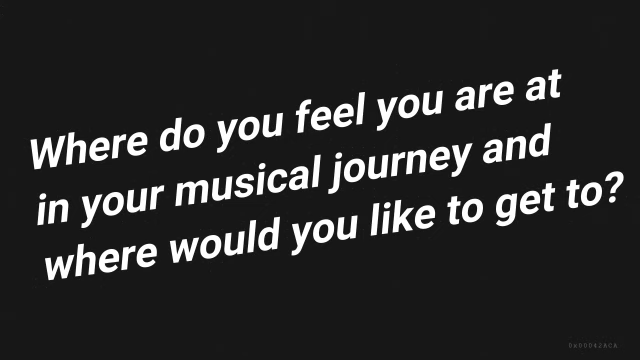 Where do you feel you are at
in your musical journey and
where would you like to get to?